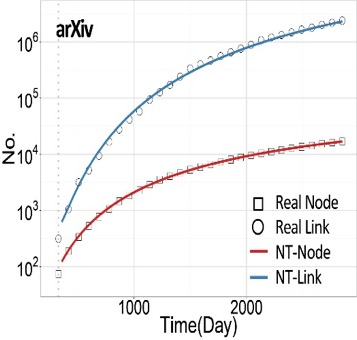 arXiv
No.
10^6
10^5
10^4
10^3
10^2
1000 2000
Time(Day)
Real Node
Real Link
NT-Node
NT-Link